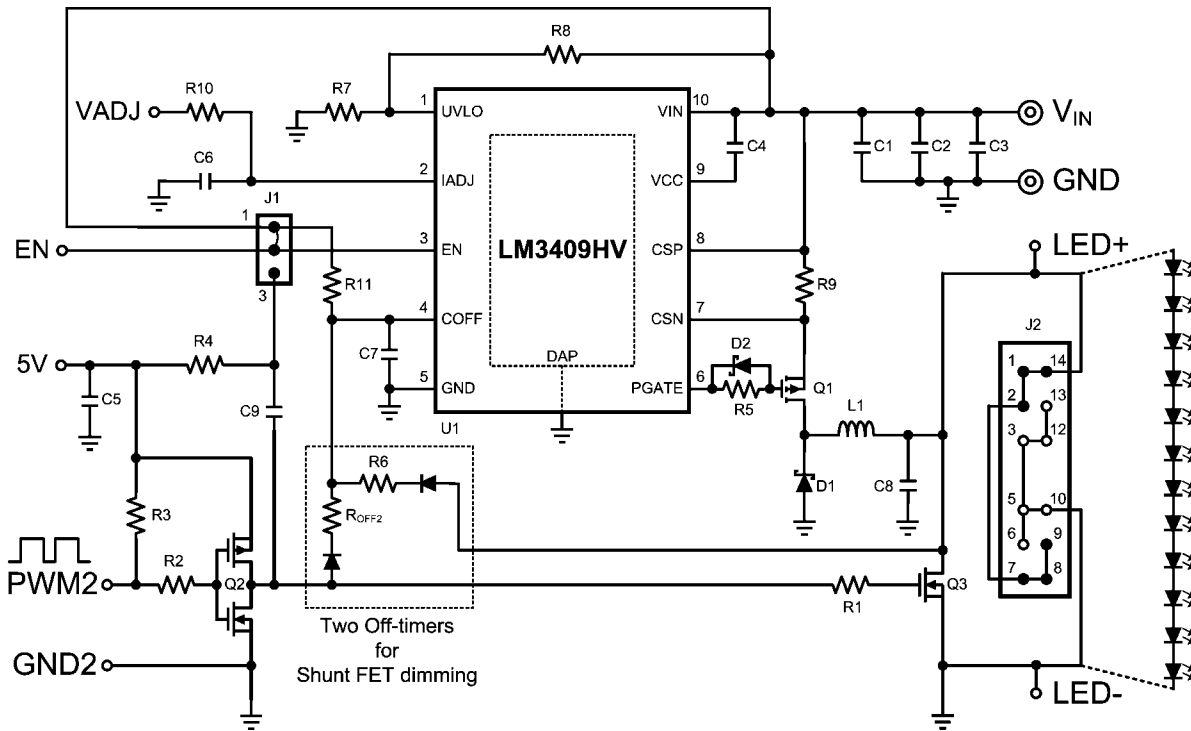 R8
R10
VADJ
R7
1
UVLO
VIN
10
V_IN
C6
C4
C1
C2
C3
2
IADJ
VCC
9
GND
J1
1
EN
3
EN
LM3409HV
CSP
8
LED+
R11
R9
3
4
COFF
CSN
7
J2
R4
C7
5V
DAP
D2
1
14
5
GND
PGATE
6
R5
Q1
C5
C9
U1
2
13
L1
3
12
R6
D1
C8
R3
R_OFF2
5
10
6
9
PWM2
R2
Q2
R1
Q3
7
8
Two Off-timers
for
Shunt FET dimming
GND2
LED-